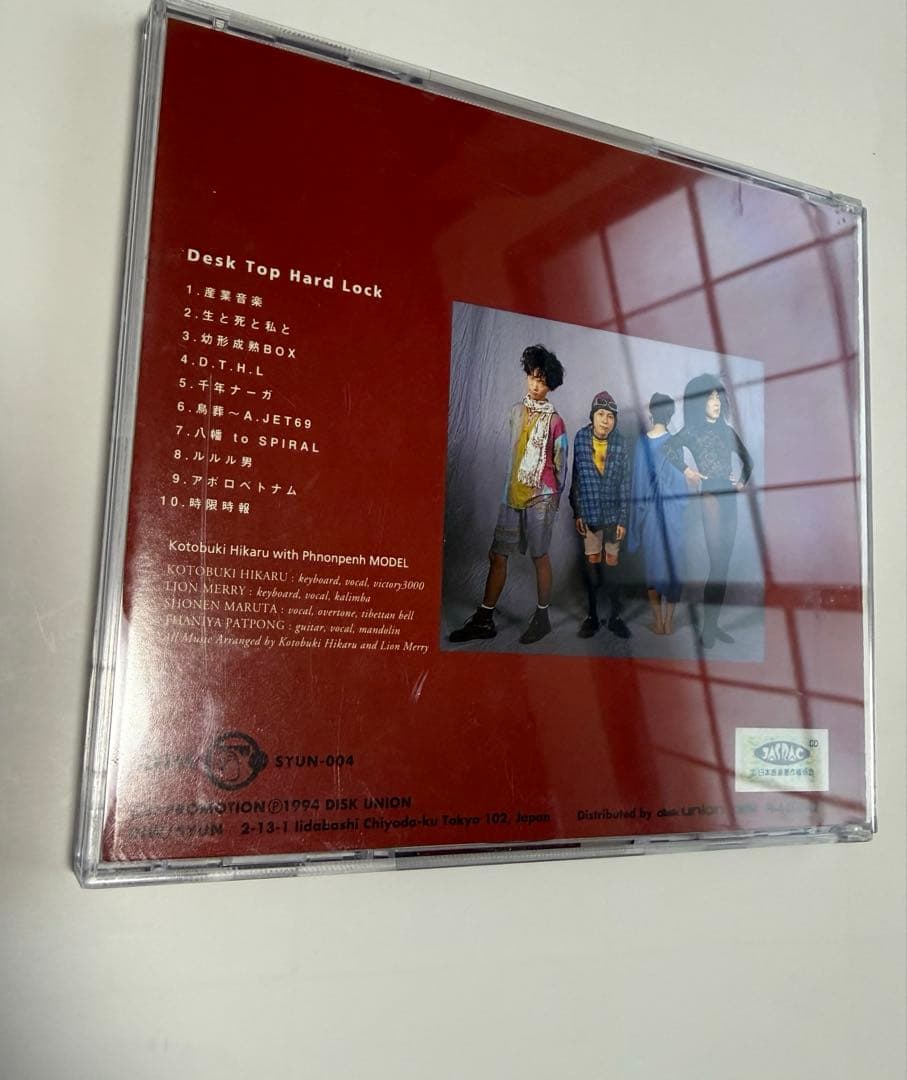 Desk Top Hard Lock
1.産業音楽
2.生と死と私と
3.幼形成熟BOX
4.D.T.H.L
5.千年ナーガ
6.鳥葬〜A.JET69
7.八幡 to SPIRAL
8.ルルル男
9.アポロベトナム
10.時限時報
Kotobuki Hikaru with Phnonpenh MODEL
KOTOBUKI HIKARU : keyboard, vocal, victory3000
LION MERRY : keyboard, vocal, kalimba
SHONEN MARUTA : vocal, overtone, tibettan bell
THANIYA PATPONG : guitar, vocal, mandolin
All Music Arranged by Kotobuki Hikaru and Lion Merry
SYUN-004
PROMOTION Ⓟ1994 DISK UNION
SYUN 2-13-1 Iidabashi Chiyoda-ku Tokyo 102, Japan
Distributed by disk union
JASRAC
CD